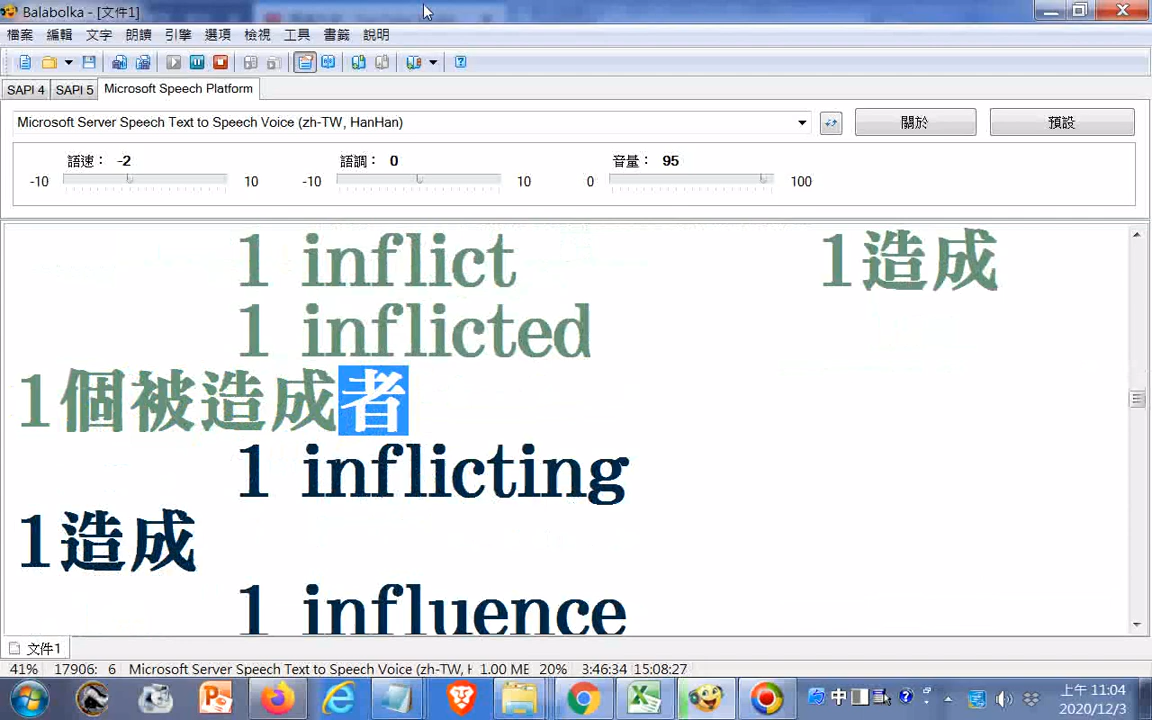 Balabolka - [文件1]
檔案 編輯 文字 朗讀 引擎 選項 檢視 工具 書籤 說明
SAPI 4 SAPI 5 Microsoft Speech Platform
Microsoft Server Speech Text to Speech Voice (zh-TW, HanHan) 關於 預設
語速： -2 語調： 0 音量： 95
-10 10 -10 10 0 100
1 inflict 1造成
1 inflicted
1個被造成者
1 inflicting
1造成
1 influence
文件1
41% 17906: 6 Microsoft Server Speech Text to Speech Voice (zh-TW, 1.00 ME 20% 3:46:34 15:08:27
中 上午 11:04
2020/12/3